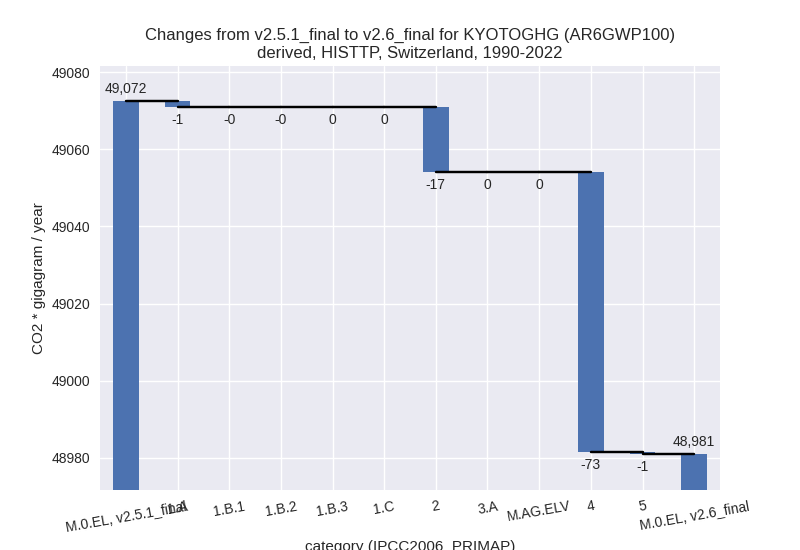 Changes from v2.5.1_final to v2.6_final for KYOTOGHG (AR6GWP100)
derived, HISTTP, Switzerland, 1990-2022
49080
49060
49040
49020
49000
48980
CO2 * gigagram / year
49,072
-1
-0
-0
0
0
-17
0
0
-73
-1
48,981
M.0.EL, v2.5.1_final
1.A
1.B.1
1.B.2
1.B.3
1.C
2
3.A
M.AG.ELV
4
5
M.0.EL, v2.6_final
category (IPCC2006_PRIMAP)